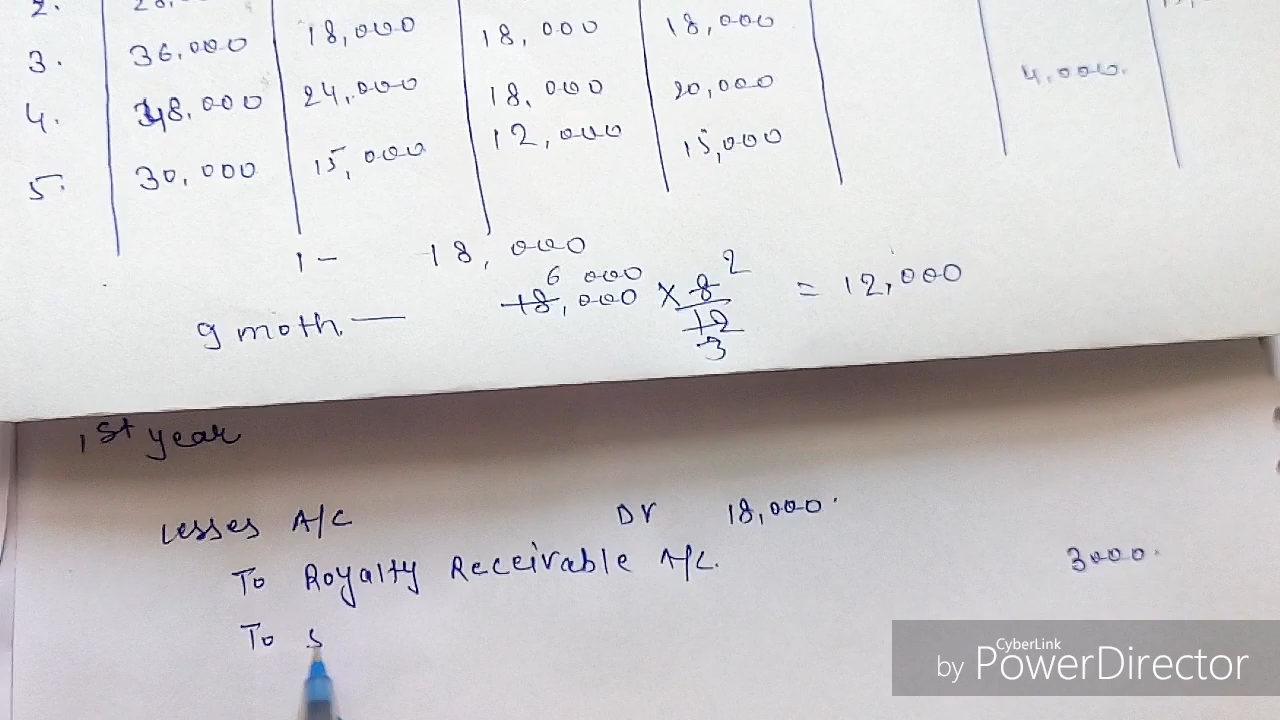 2.
3. 36,000 18,000 18,000 18,000
4. 48,000 24,000 18,000 20,000 4,000.
5. 30,000 15,000 12,000 15,000
1 - 18,000
6 000 2
9 moth. — 18,000 × 8 = 12,000
12
3
1st year
Lesses A/C Dr 18,000.
To Royalty Receivable A/C. 3000.
To s
CyberLink
by PowerDirector